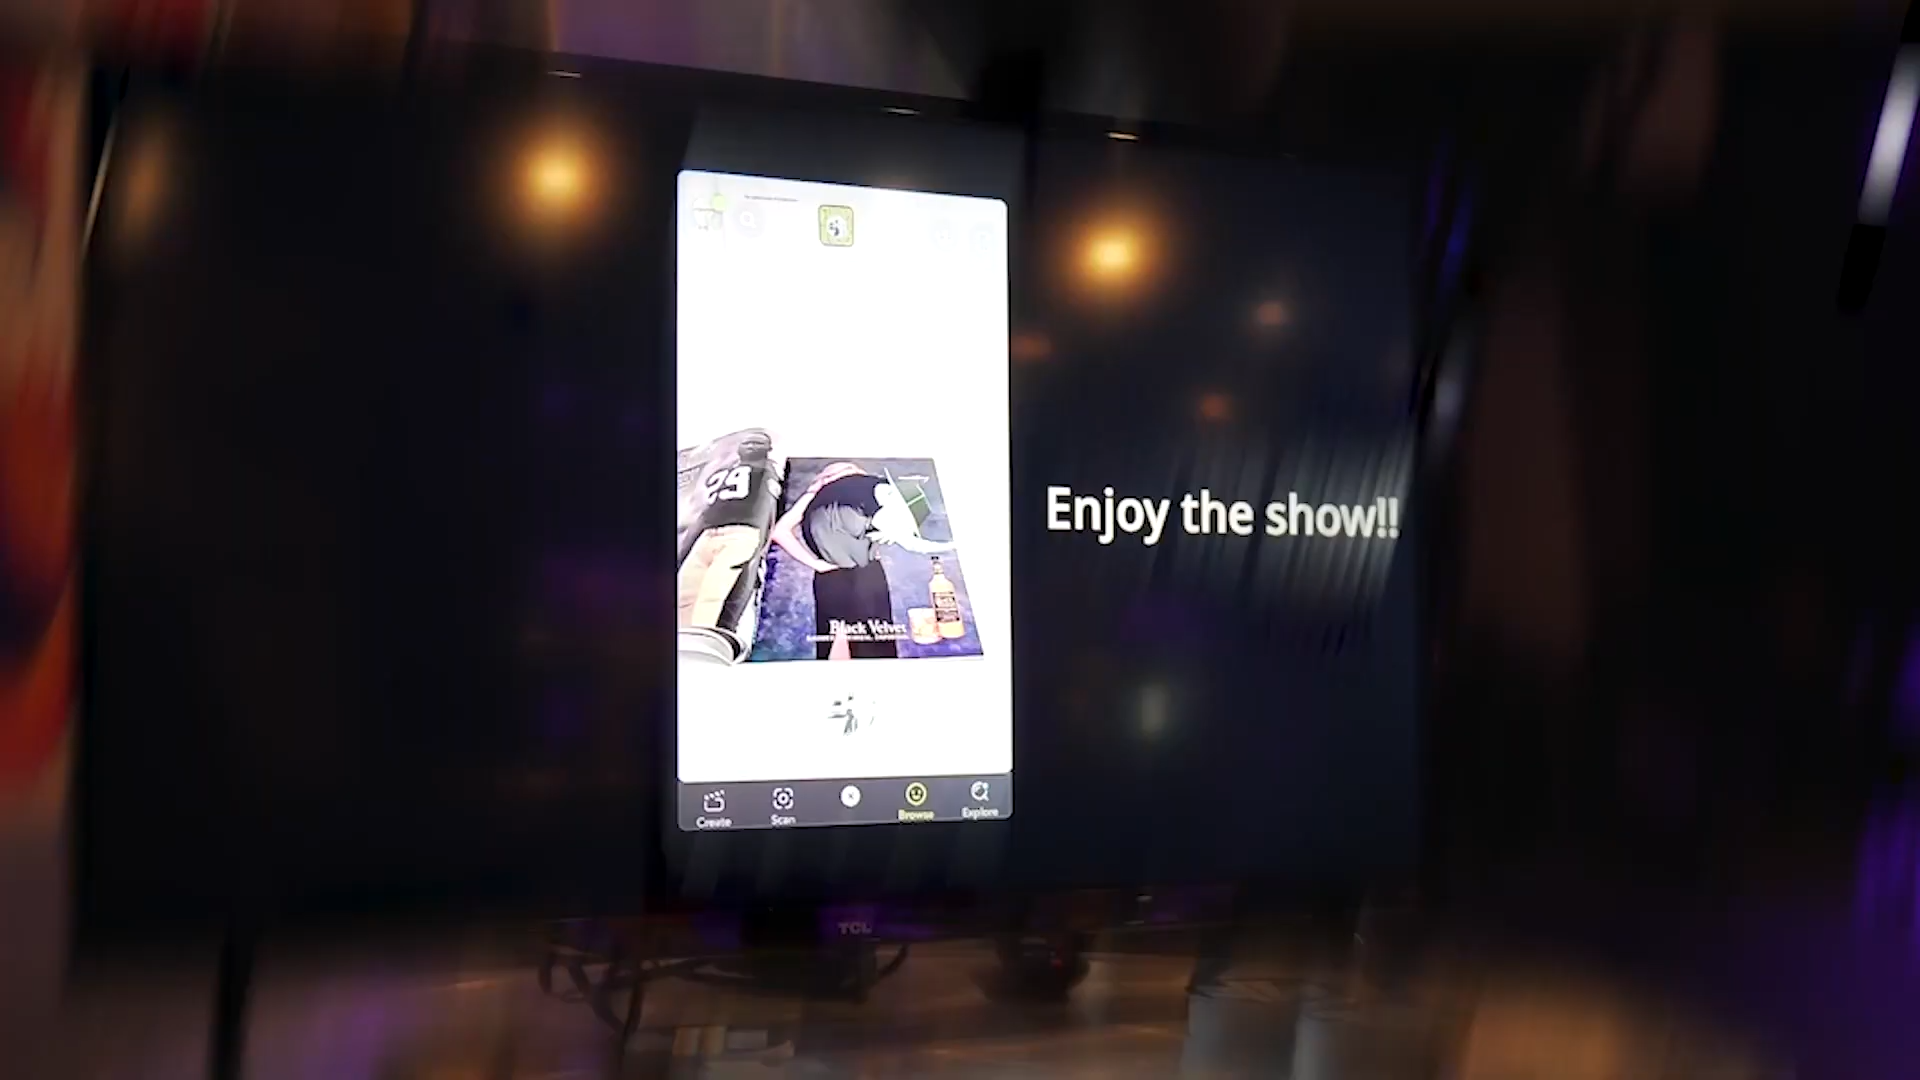 29
Enjoy the show!!
Black Velvet
Create
Scan
Browse
Explore
TCL